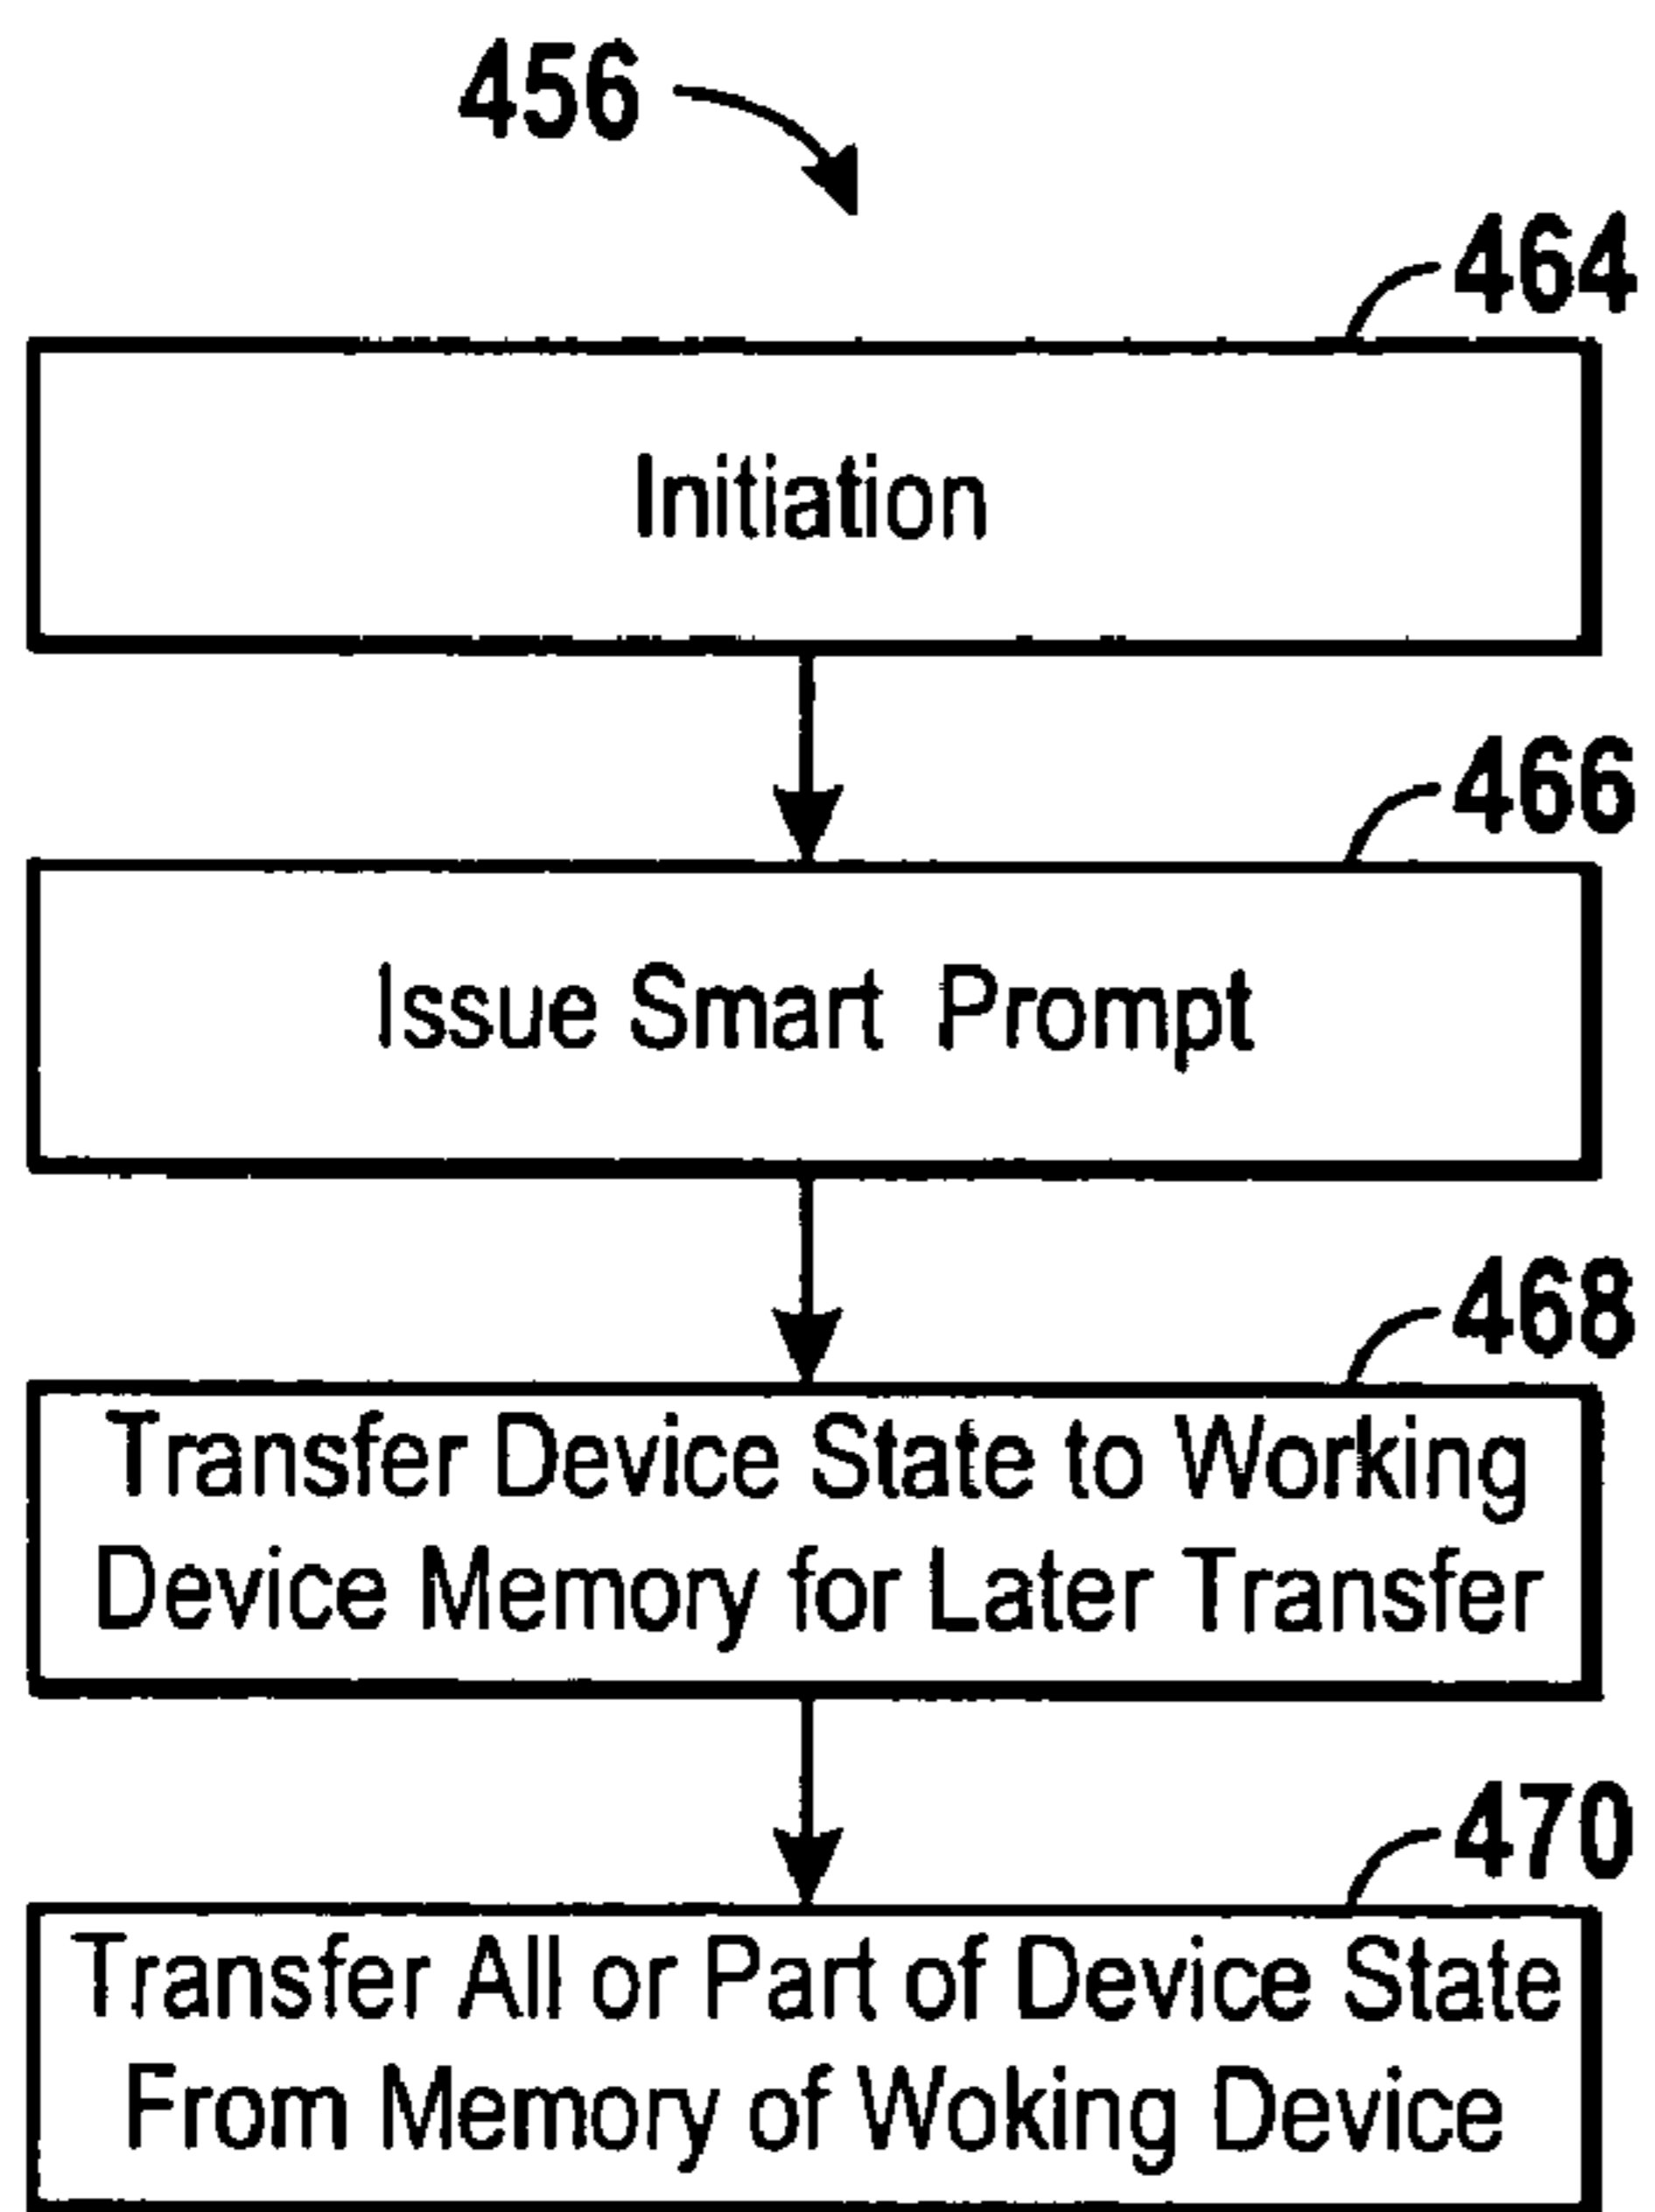 456
464
Initiation
466
Issue Smart Prompt
468
Transfer Device State to Working
Device Memory for Later Transfer
470
Transfer All or Part of Device State
From Memory of Woking Device